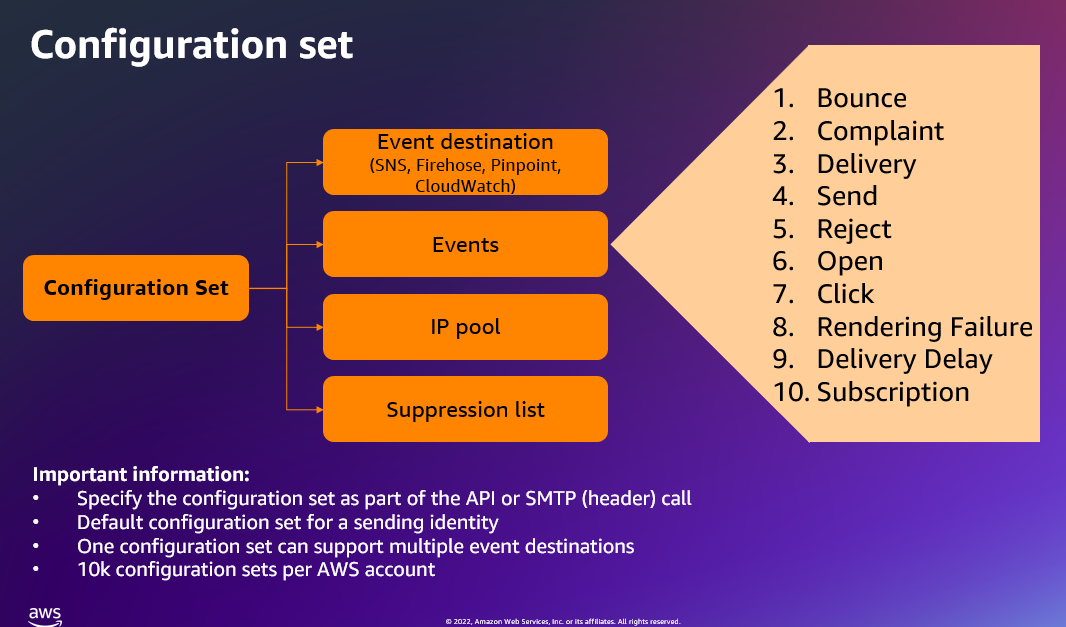 Configuration set
Configuration Set
Event destination
(SNS, Firehose, Pinpoint,
CloudWatch)
Events
IP pool
Suppression list
1. Bounce
2. Complaint
3. Delivery
4. Send
5. Reject
6. Open
7. Click
8. Rendering Failure
9. Delivery Delay
10. Subscription
Important information:
• Specify the configuration set as part of the API or SMTP (header) call
• Default configuration set for a sending identity
• One configuration set can support multiple event destinations
• 10k configuration sets per AWS account
aws
© 2022, Amazon Web Services, Inc. or its affiliates. All rights reserved.